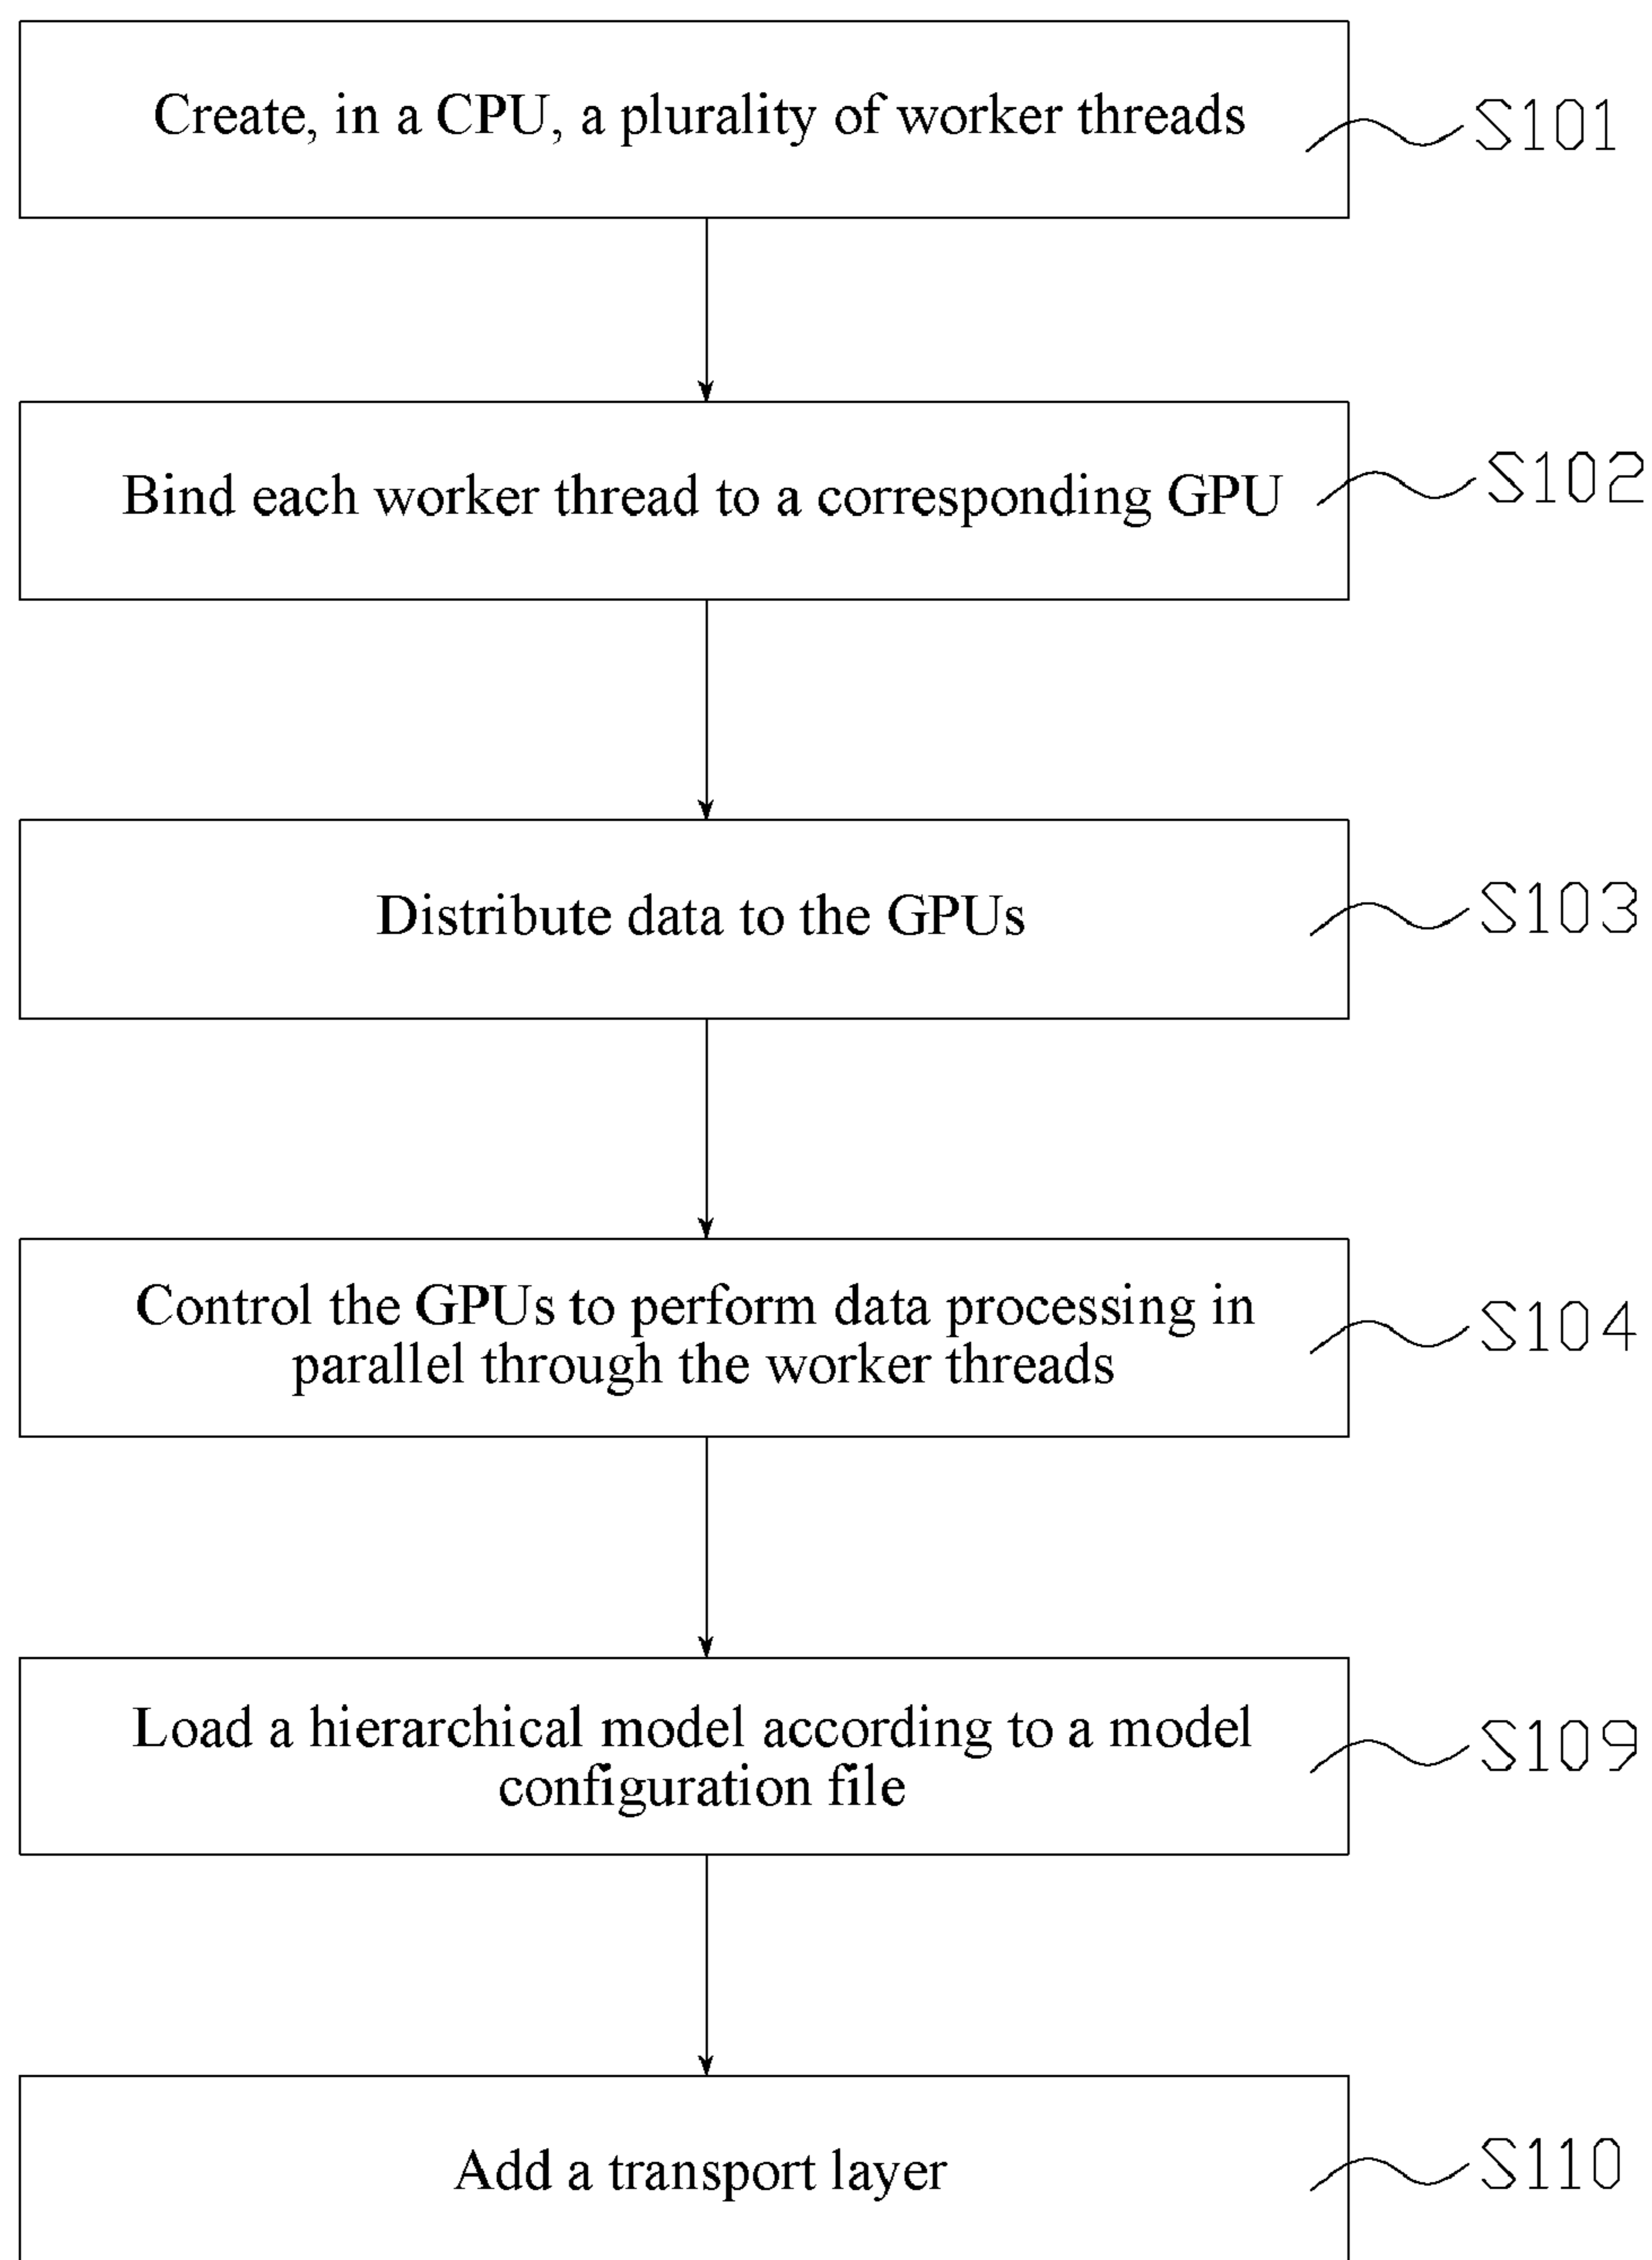 Create, in a CPU, a plurality of worker threads
S101
Bind each worker thread to a corresponding GPU
S102
Distribute data to the GPUs
S103
Control the GPUs to perform data processing in
parallel through the worker threads
S104
Load a hierarchical model according to a model
configuration file
S109
Add a transport layer
S110